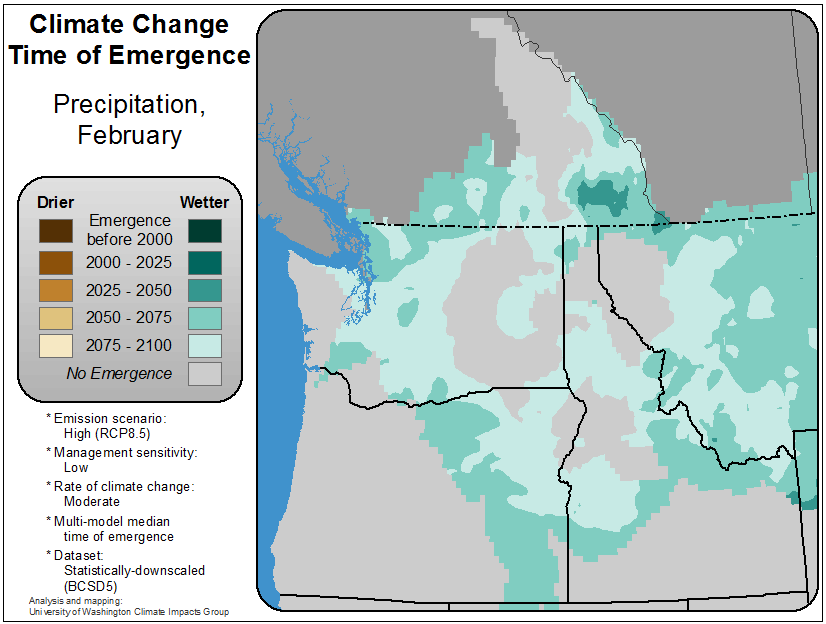 Climate Change
Time of Emergence
Precipitation,
February
Drier
Wetter
Emergence
before 2000
2000 - 2025
2025 - 2050
2050 - 2075
2075 - 2100
No Emergence
* Emission scenario:
High (RCP8.5)
* Management sensitivity:
Low
* Rate of climate change:
Moderate
* Multi-model median
time of emergence
* Dataset:
Statistically-downscaled
(BCSD5)
Analysis and mapping:
University of Washington Climate Impacts Group